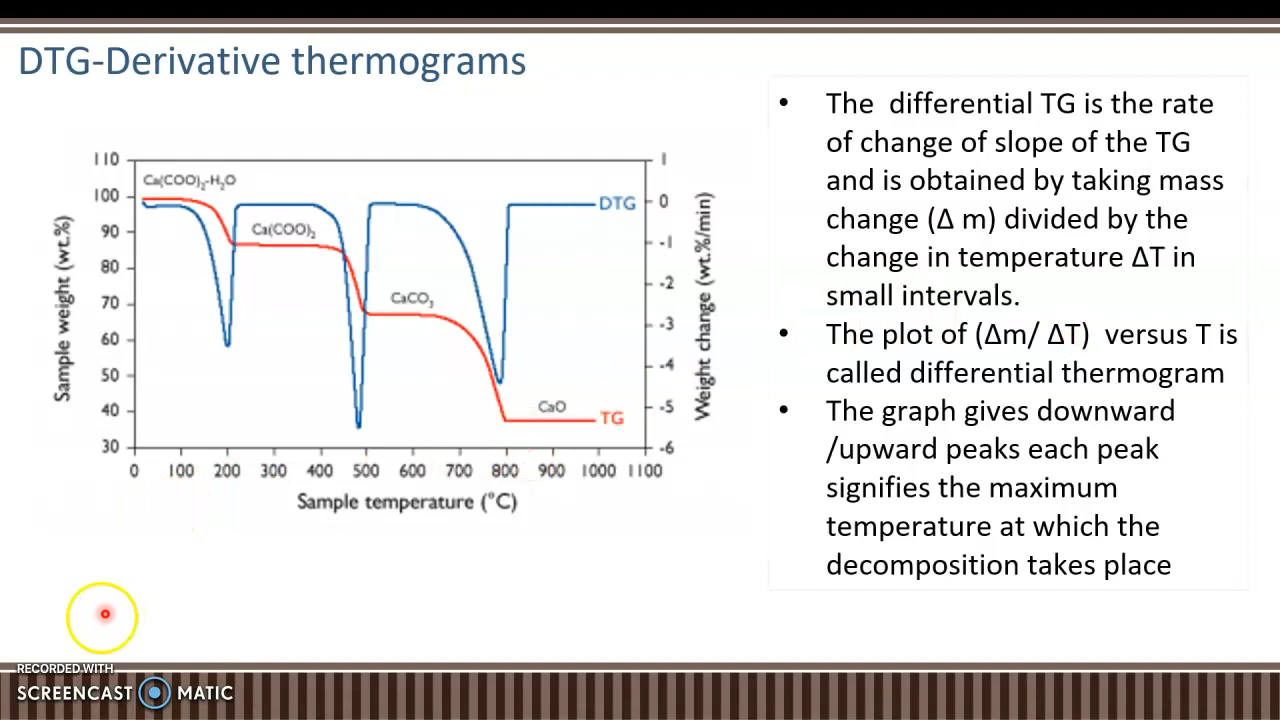 DTG-Derivative thermograms
110
100
90
80
70
60
50
40
30
Sample weight (wt.%)
Ca(COO)₂-H₂O
Ca(COO)₂
CaCO₃
CaO
DTG
TG
1
0
-1
-2
-3
-4
-5
-6
Weight change (wt.%/min)
0 100 200 300 400 500 600 700 800 900 1000 1100
Sample temperature (°C)
• The differential TG is the rate
of change of slope of the TG
and is obtained by taking mass
change (Δ m) divided by the
change in temperature ΔT in
small intervals.
• The plot of (Δm/ ΔT) versus T is
called differential thermogram
• The graph gives downward
/upward peaks each peak
signifies the maximum
temperature at which the
decomposition takes place
RECORDED WITH
SCREENCAST MATIC